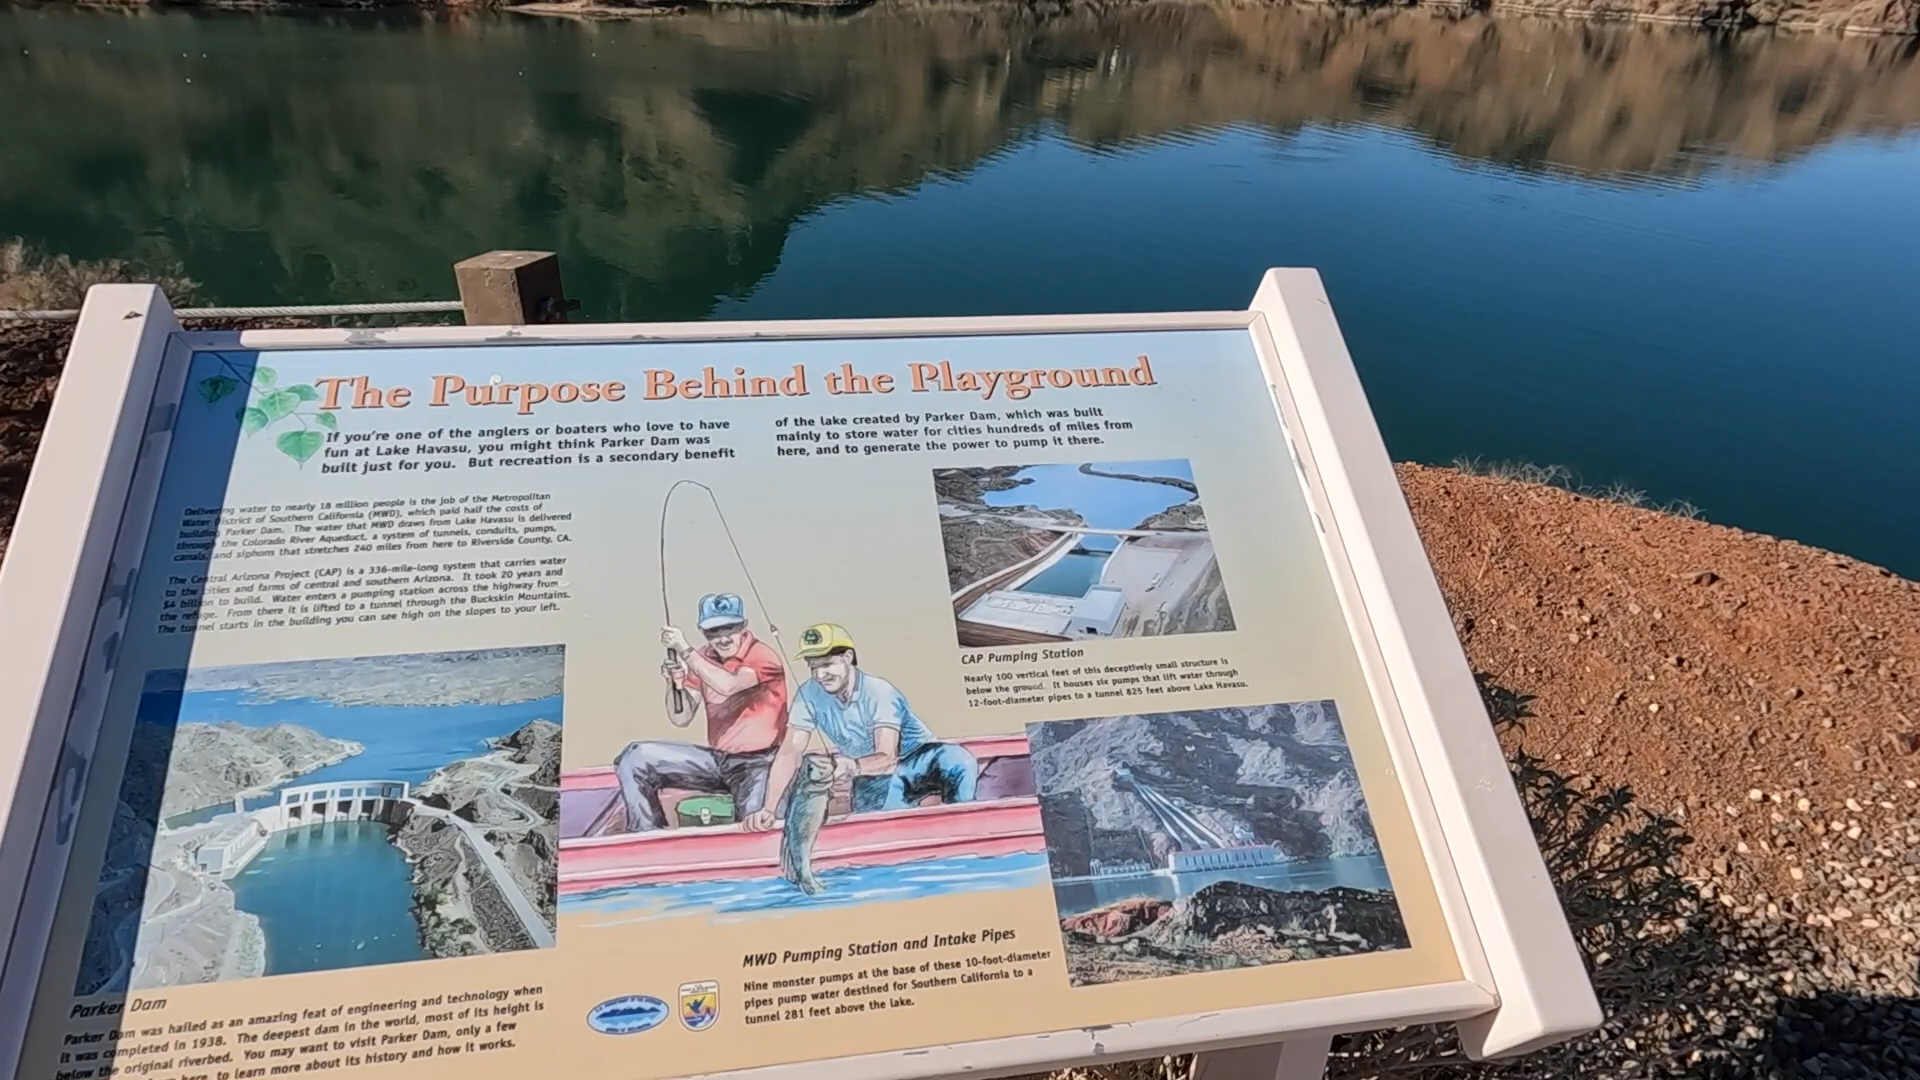 The Purpose Behind the Playground
If you're one of the anglers or boaters who love to have
fun at Lake Havasu, you might think Parker Dam was
built just for you. But recreation is a secondary benefit
of the lake created by Parker Dam, which was built
mainly to store water for cities hundreds of miles from
here, and to generate the power to pump it there.
Delivering water to nearly 18 million people is the job of the Metropolitan
Water District of Southern California (MWD), which paid half the costs of
building Parker Dam. The water that MWD draws from Lake Havasu is delivered
through the Colorado River Aqueduct, a system of tunnels, conduits, pumps,
canals, and siphons that stretches 240 miles from here to Riverside County, CA.
The Central Arizona Project (CAP) is a 336-mile-long system that carries water
to the cities and farms of central and southern Arizona. It took 20 years and
$4 billion to build. Water enters a pumping station across the highway from
the refuge. From there it is lifted to a tunnel through the Buckskin Mountains.
The tunnel starts in the building you can see high on the slopes to your left.
CAP Pumping Station
Nearly 100 vertical feet of this deceptively small structure is
below the ground. It houses six pumps that lift water through
12-foot-diameter pipes to a tunnel 825 feet above Lake Havasu.
MWD Pumping Station and Intake Pipes
Nine monster pumps at the base of these 10-foot-diameter
pipes pump water destined for Southern California to a
tunnel 281 feet above the lake.
Parker Dam
Parker Dam was hailed as an amazing feat of engineering and technology when
it was completed in 1938. The deepest dam in the world, most of its height is
below the original riverbed. You may want to visit Parker Dam, only a few
here, to learn more about its history and how it works.